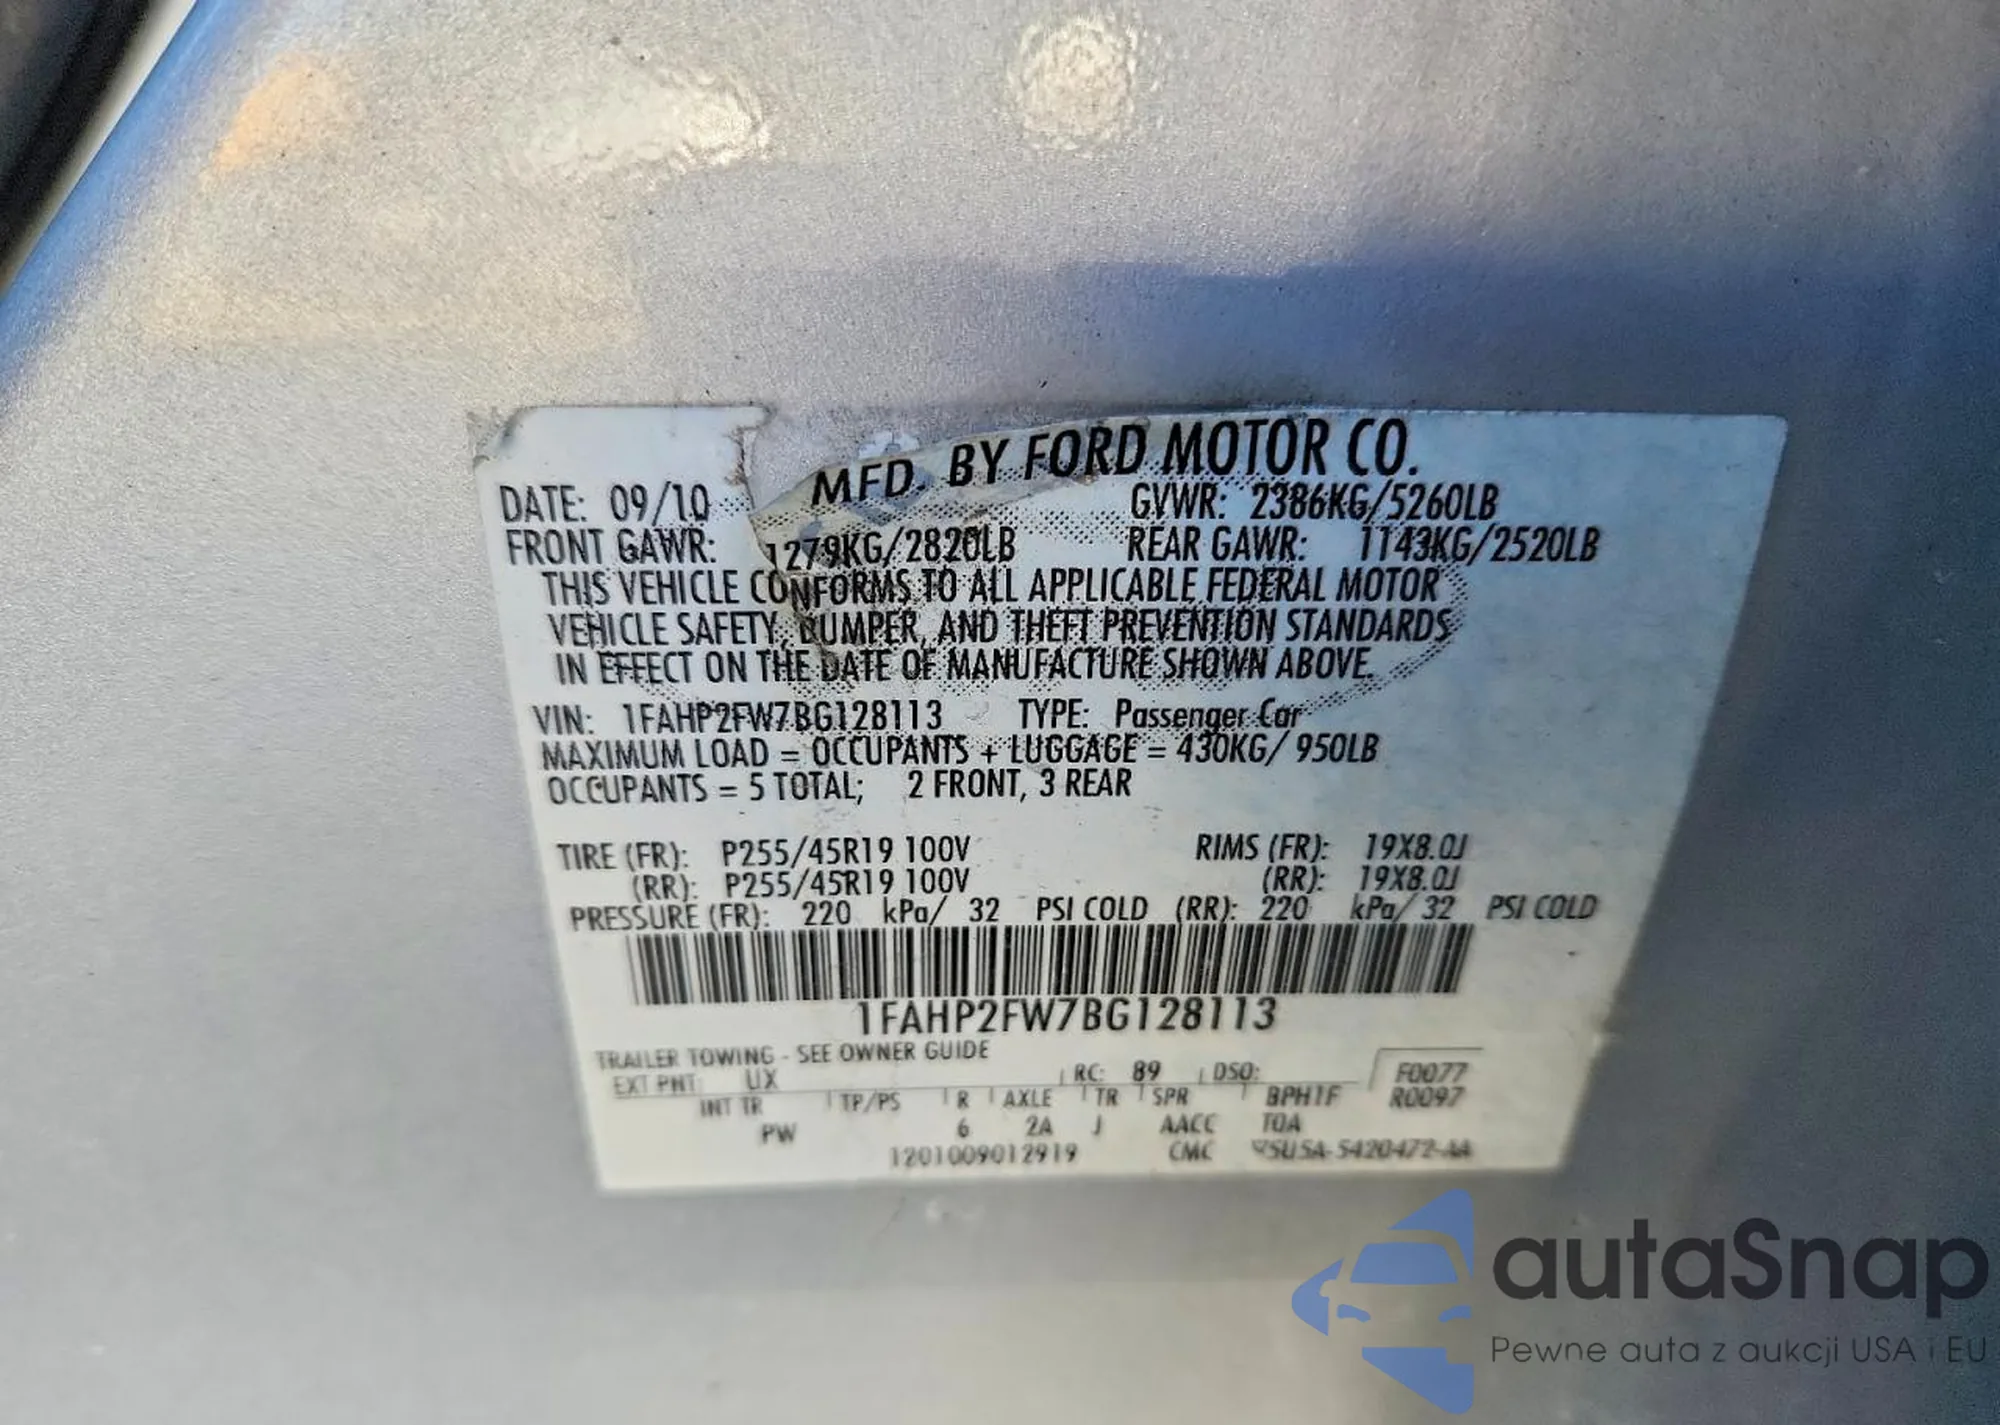 MFD. BY FORD MOTOR CO.
DATE: 09/10 GVWR: 2386KG/5260LB
FRONT GAWR: 1279KG/2820LB REAR GAWR: 1143KG/2520LB
THIS VEHICLE CONFORMS TO ALL APPLICABLE FEDERAL MOTOR
VEHICLE SAFETY, BUMPER, AND THEFT PREVENTION STANDARDS
IN EFFECT ON THE DATE OF MANUFACTURE SHOWN ABOVE.
VIN: 1FAHP2FW7BG128113 TYPE: Passenger Car
MAXIMUM LOAD = OCCUPANTS + LUGGAGE = 430KG/ 950LB
OCCUPANTS = 5 TOTAL; 2 FRONT, 3 REAR
TIRE (FR): P255/45R19 100V RIMS (FR): 19X8.0J
(RR): P255/45R19 100V (RR): 19X8.0J
PRESSURE (FR): 220 kPa/ 32 PSI COLD (RR): 220 kPa/ 32 PSI COLD
1FAHP2FW7BG128113
TRAILER TOWING - SEE OWNER GUIDE
EXT PNT: UX RC: 89 DSO: F0077
INT TR TP/PS R AXLE TR SPR BPH1F R0097
PW 6 2A J AACC TOA
1201009012919 CMC 5U5A-5420472-AA
autaSnap
Pewne auta z aukcji USA i EU